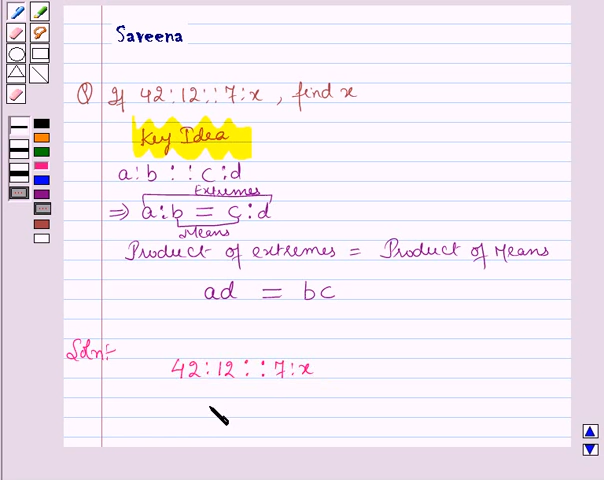 Saveena
Q If 42:12::7:x, find x
Key Idea
a:b::c:d
Extremes
⇒ a:b = c:d
Means
Product of extremes = Product of Means
ad = bc
Soln:-
42:12::7:x